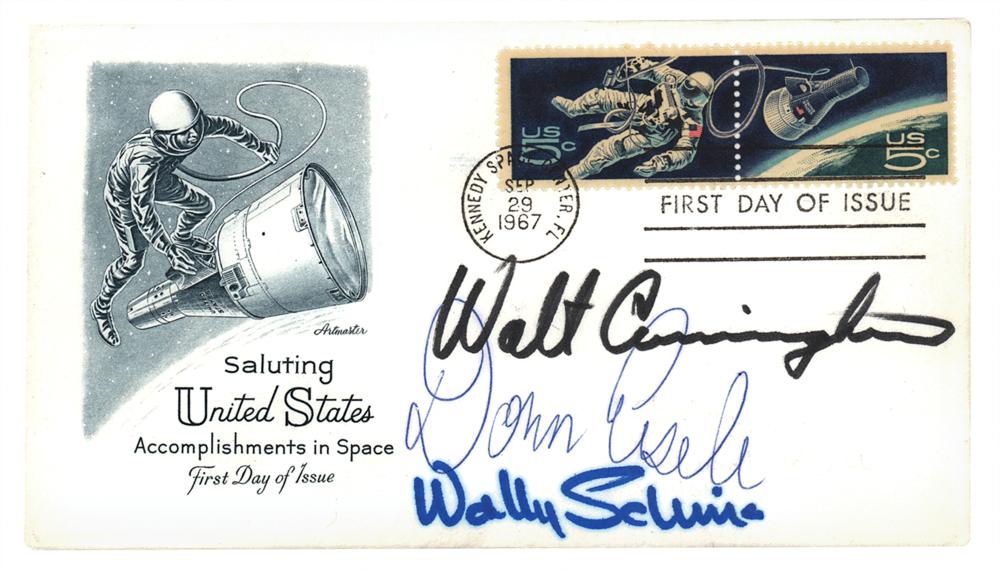 US
5c
US
5c
KENNEDY SPACE CENTER, FL
SEP
29
1967
FIRST DAY OF ISSUE
Artmaster
Saluting
United States
Accomplishments in Space
First Day of Issue
Walt Cunningham
Donn Eisele
Wally Schirra